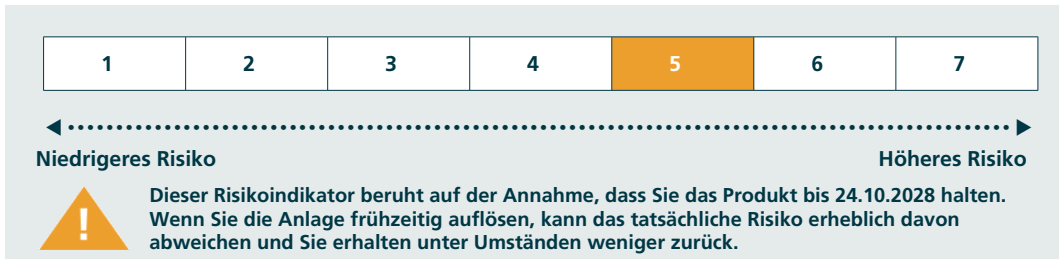 1 2 3 4 5 6 7
Niedrigeres Risiko Höheres Risiko
Dieser Risikoindikator beruht auf der Annahme, dass Sie das Produkt bis 24.10.2028 halten.
Wenn Sie die Anlage frühzeitig auflösen, kann das tatsächliche Risiko erheblich davon
abweichen und Sie erhalten unter Umständen weniger zurück.